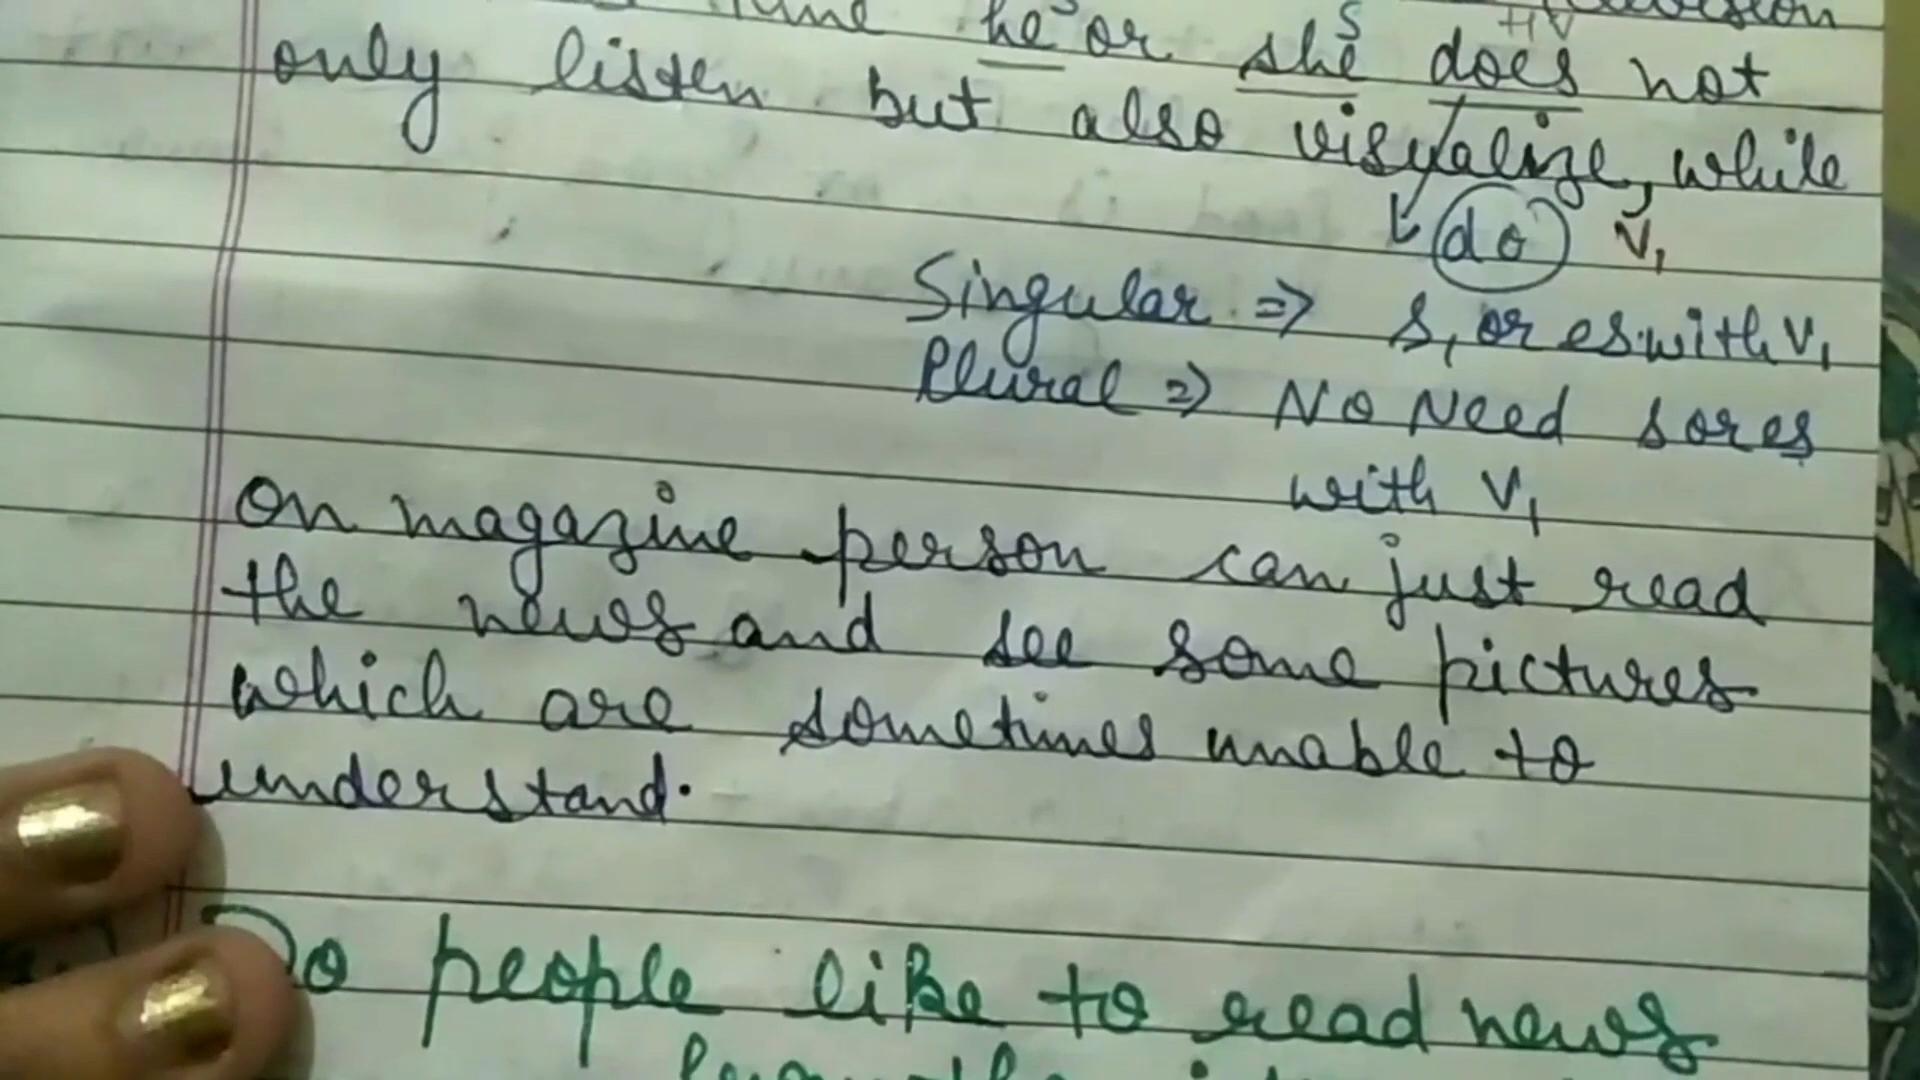 he s or she s does HV not
only listen but also visualize, while
do V1
Singular => s, or es with V1
Plural => No Need s or es
with V1
On magazine person can just read
the news and see some pictures
which are sometimes unable to
understand.
Do people like to read news